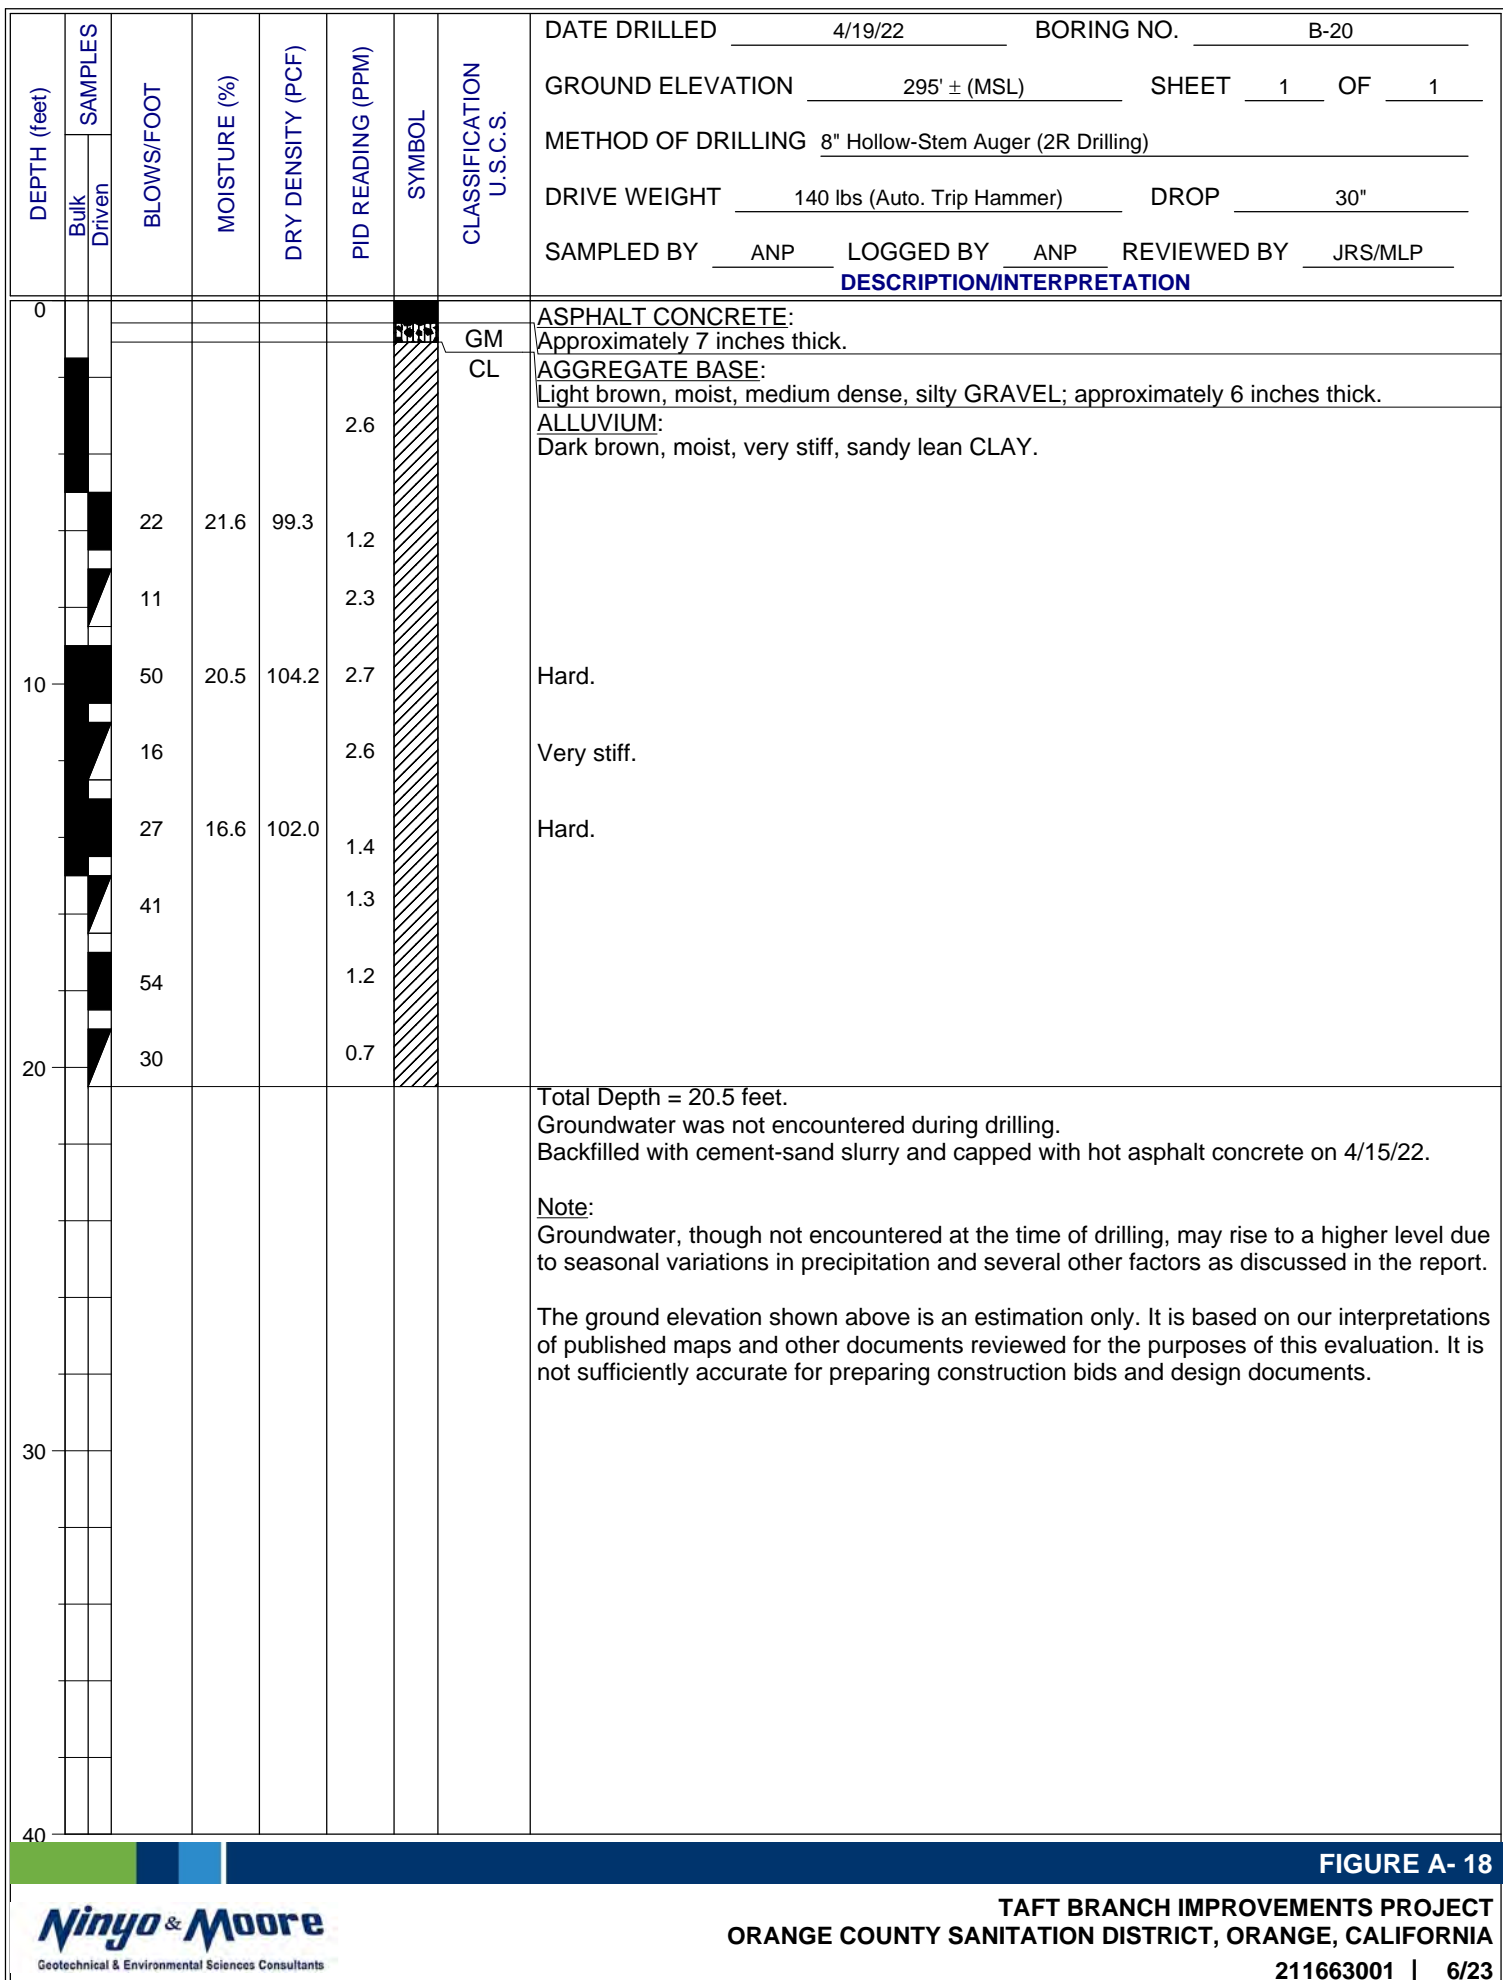 DEPTH (feet)
SAMPLES
Bulk
Driven
BLOWS/FOOT
MOISTURE (%)
DRY DENSITY (PCF)
PID READING (PPM)
SYMBOL
CLASSIFICATION
U.S.C.S.
DATE DRILLED 4/19/22 BORING NO. B-20
GROUND ELEVATION 295' ± (MSL) SHEET 1 OF 1
METHOD OF DRILLING 8" Hollow-Stem Auger (2R Drilling)
DRIVE WEIGHT 140 lbs (Auto. Trip Hammer) DROP 30"
SAMPLED BY ANP LOGGED BY ANP REVIEWED BY JRS/MLP
DESCRIPTION/INTERPRETATION
0 ASPHALT CONCRETE:
GM Approximately 7 inches thick.
CL AGGREGATE BASE:
Light brown, moist, medium dense, silty GRAVEL; approximately 6 inches thick.
2.6 ALLUVIUM:
Dark brown, moist, very stiff, sandy lean CLAY.
22 21.6 99.3
1.2
11 2.3
10 50 20.5 104.2 2.7 Hard.
16 2.6 Very stiff.
27 16.6 102.0 Hard.
1.4
41 1.3
54 1.2
20 30 0.7
Total Depth = 20.5 feet.
Groundwater was not encountered during drilling.
Backfilled with cement-sand slurry and capped with hot asphalt concrete on 4/15/22.
Note:
Groundwater, though not encountered at the time of drilling, may rise to a higher level due
to seasonal variations in precipitation and several other factors as discussed in the report.
The ground elevation shown above is an estimation only. It is based on our interpretations
of published maps and other documents reviewed for the purposes of this evaluation. It is
not sufficiently accurate for preparing construction bids and design documents.
30
40
FIGURE A- 18
Ninyo & Moore
Geotechnical & Environmental Sciences Consultants
TAFT BRANCH IMPROVEMENTS PROJECT
ORANGE COUNTY SANITATION DISTRICT, ORANGE, CALIFORNIA
211663001 | 6/23